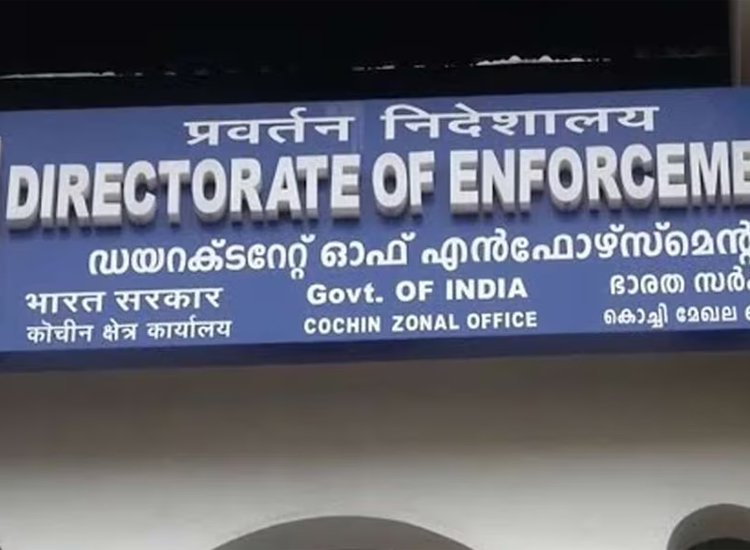 प्रवर्तन निदेशालय
DIRECTORATE OF ENFORCEME
ഡയറക്ടറേറ്റ് ഓഫ് എൻഫോഴ്സ്മെന്റ്
भारत सरकार Govt. OF INDIA ഭാരത സർക
कोचीन क्षेत्र कार्यालय COCHIN ZONAL OFFICE കൊച്ചി മേഖല